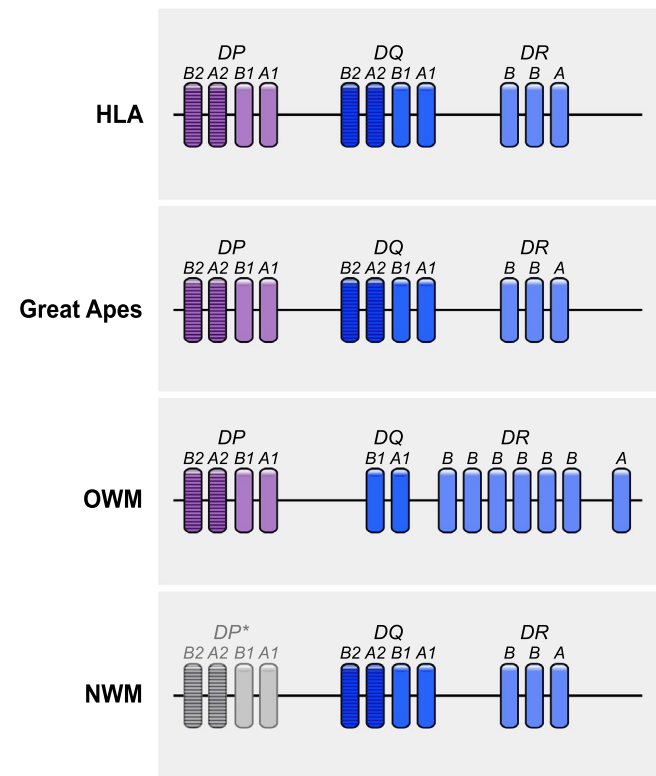 DP DQ DR
B2 A2 B1 A1 B2 A2 B1 A1 B B A
HLA
DP DQ DR
B2 A2 B1 A1 B2 A2 B1 A1 B B A
Great Apes
DP DQ DR
B2 A2 B1 A1 B1 A1 B B B B B B A
OWM
DP* DQ DR
B2 A2 B1 A1 B2 A2 B1 A1 B B A
NWM